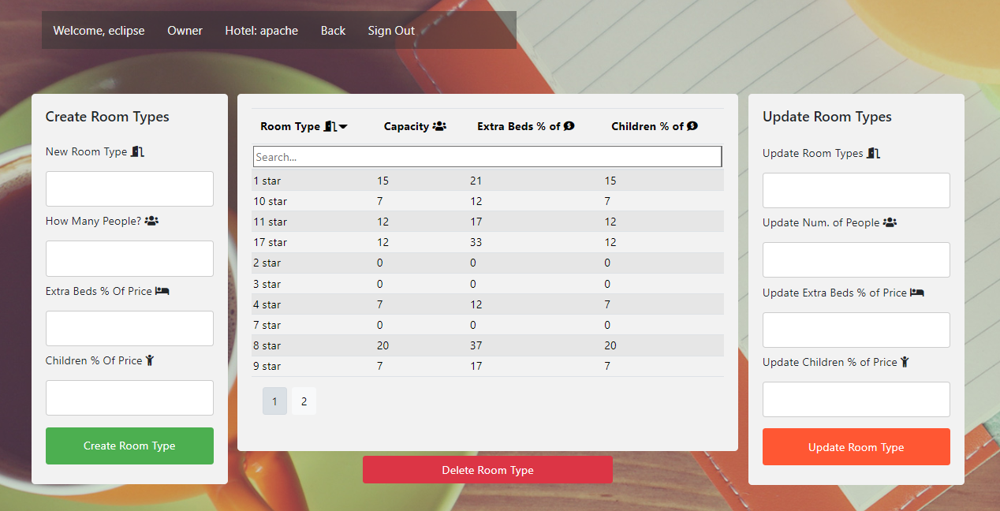 Welcome, eclipse Owner Hotel: apache Back Sign Out
Create Room Types
New Room Type
How Many People?
Extra Beds % Of Price
Children % Of Price
Create Room Type
Room Type Capacity Extra Beds % of Children % of
Search...
1 star 15 21 15
10 star 7 12 7
11 star 12 17 12
17 star 12 33 12
2 star 0 0 0
3 star 0 0 0
4 star 7 12 7
7 star 0 0 0
8 star 20 37 20
9 star 7 17 7
1 2
Delete Room Type
Update Room Types
Update Room Types
Update Num. of People
Update Extra Beds % of Price
Update Children % of Price
Update Room Type